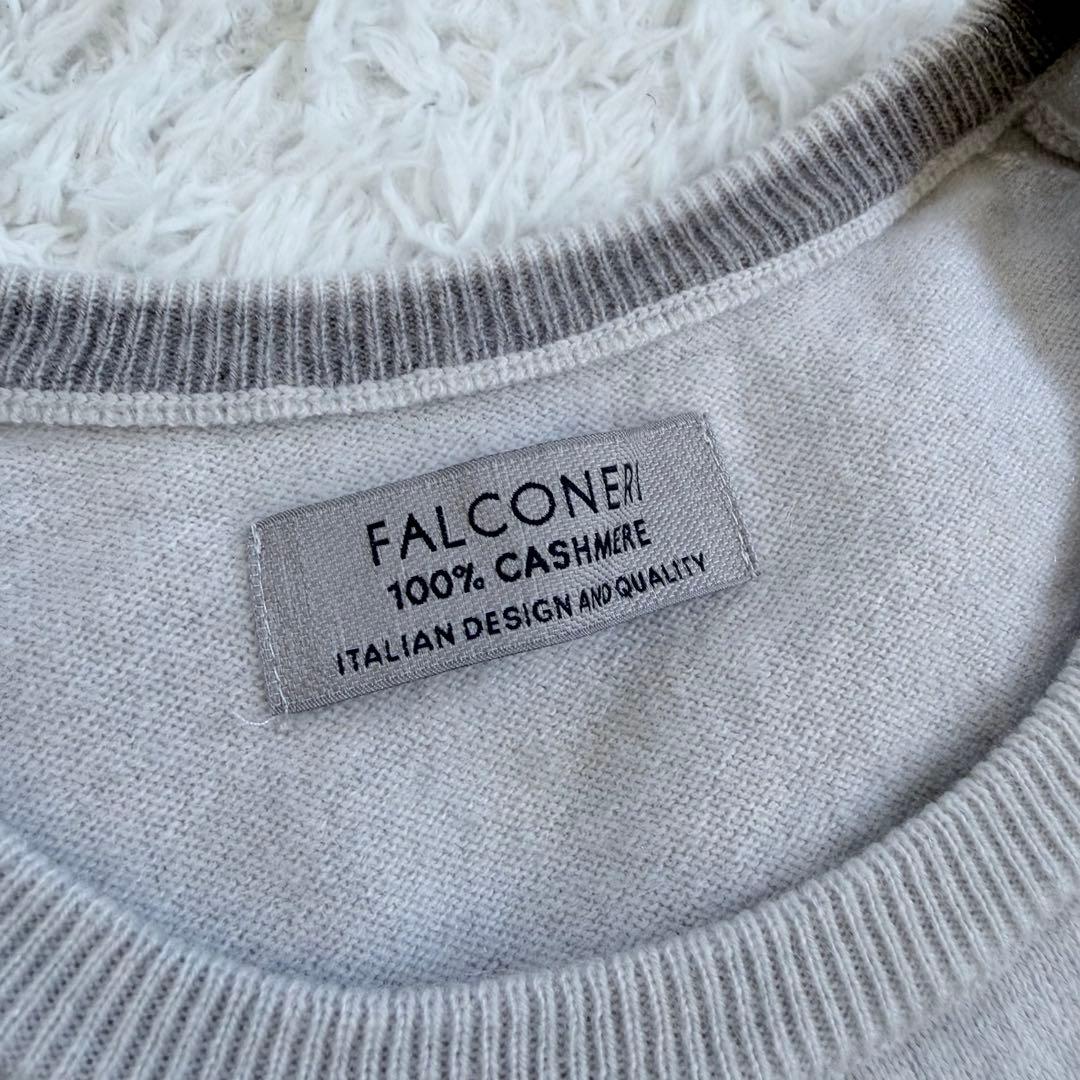 FALCONERI
100% CASHMERE
ITALIAN DESIGN AND QUALITY